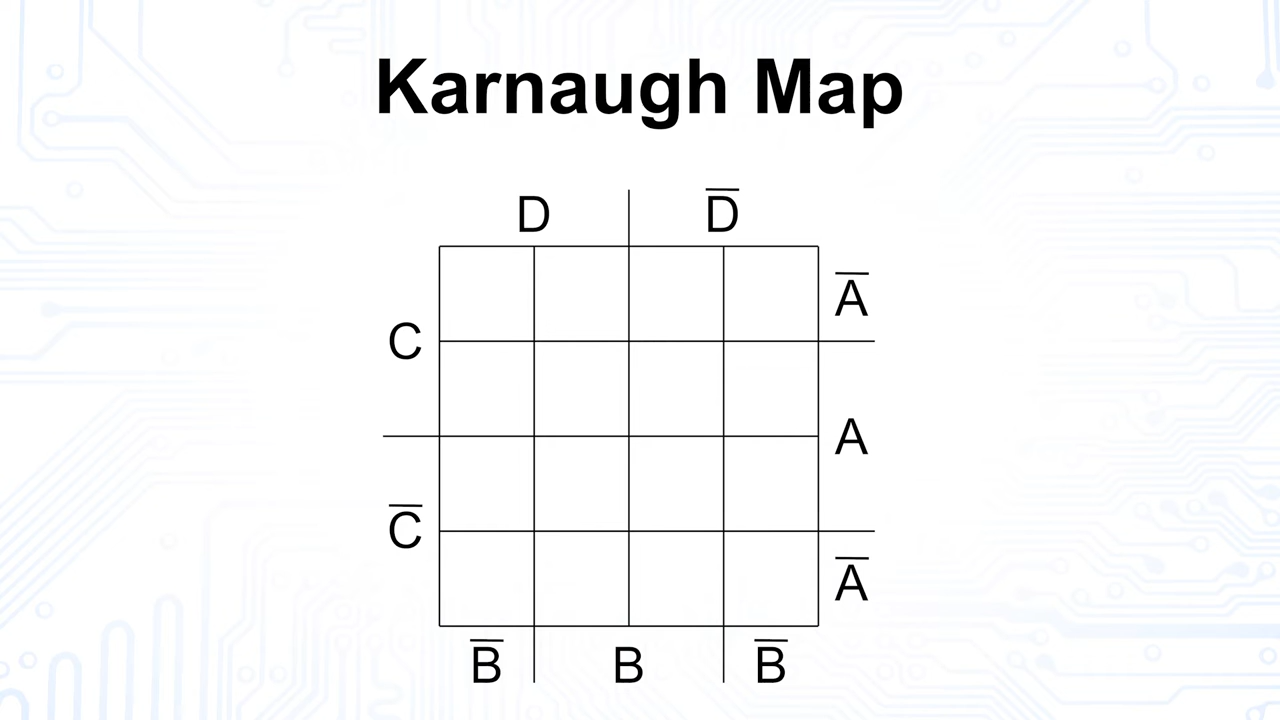 Karnaugh Map
D D̅
A̅
C
A
C̅
A̅
B̅ B B̅